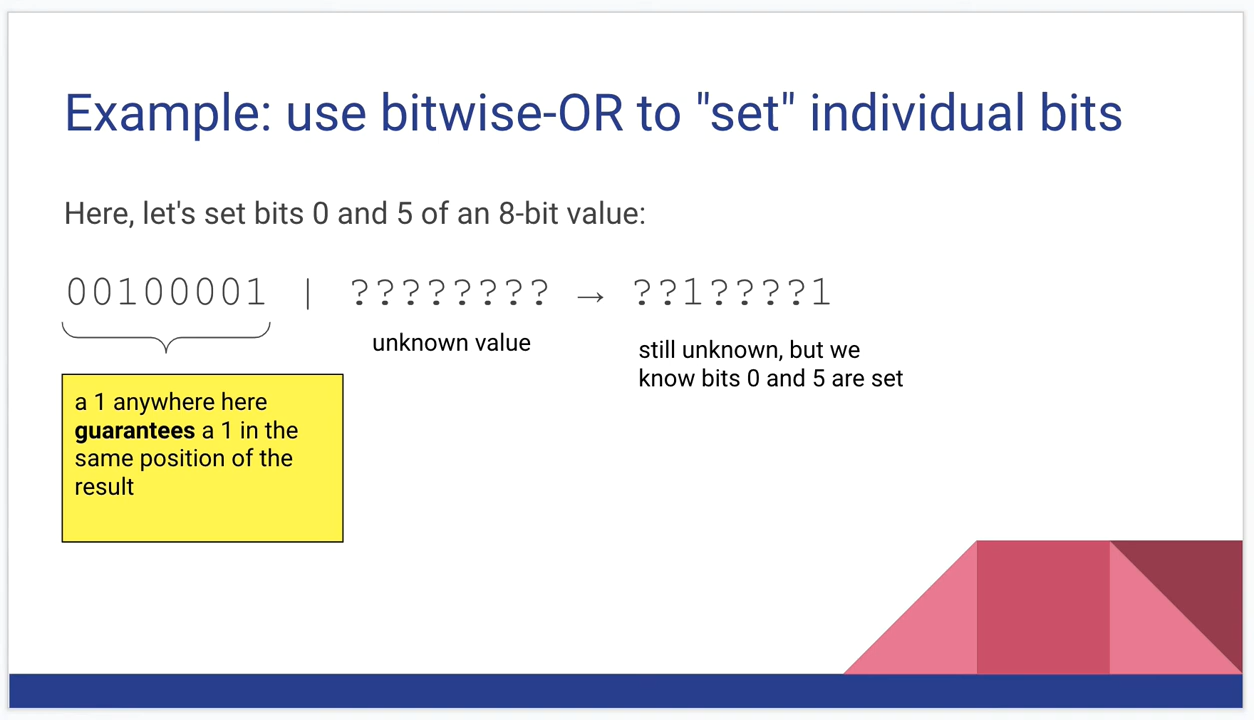 Example: use bitwise-OR to "set" individual bits
Here, let's set bits 0 and 5 of an 8-bit value:
00100001 | ???????? → ??1????1
unknown value
still unknown, but we
know bits 0 and 5 are set
a 1 anywhere here
guarantees a 1 in the
same position of the
result